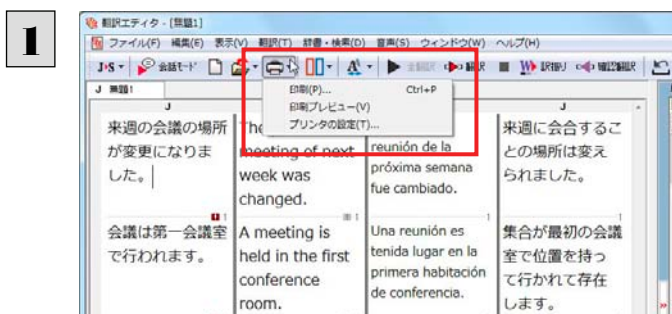 1
翻訳エディタ - [無題1]
ファイル(F) 編集(E) 表示(V) 翻訳(T) 辞書・検索(D) 音声(S) ウィンドウ(W) ヘルプ(H)
J▸S 会話モード 全翻訳 翻訳 訳振り 確認翻訳
J 無題1
印刷(P)... Ctrl+P
印刷プレビュー(V)
プリンタの設定(T)...
J
来週の会議の場所
が変更になりま
した。
The
meeting of next
week was
changed.
reunión de la
próxima semana
fue cambiado.
J
来週に会合するこ
との場所は変え
られました。
会議は第一会議室
で行われます。
A meeting is
held in the first
conference
room.
Una reunión es
tenida lugar en la
primera habitación
de conferencia.
集合が最初の会議
室で位置を持っ
て行かれて存在
します。